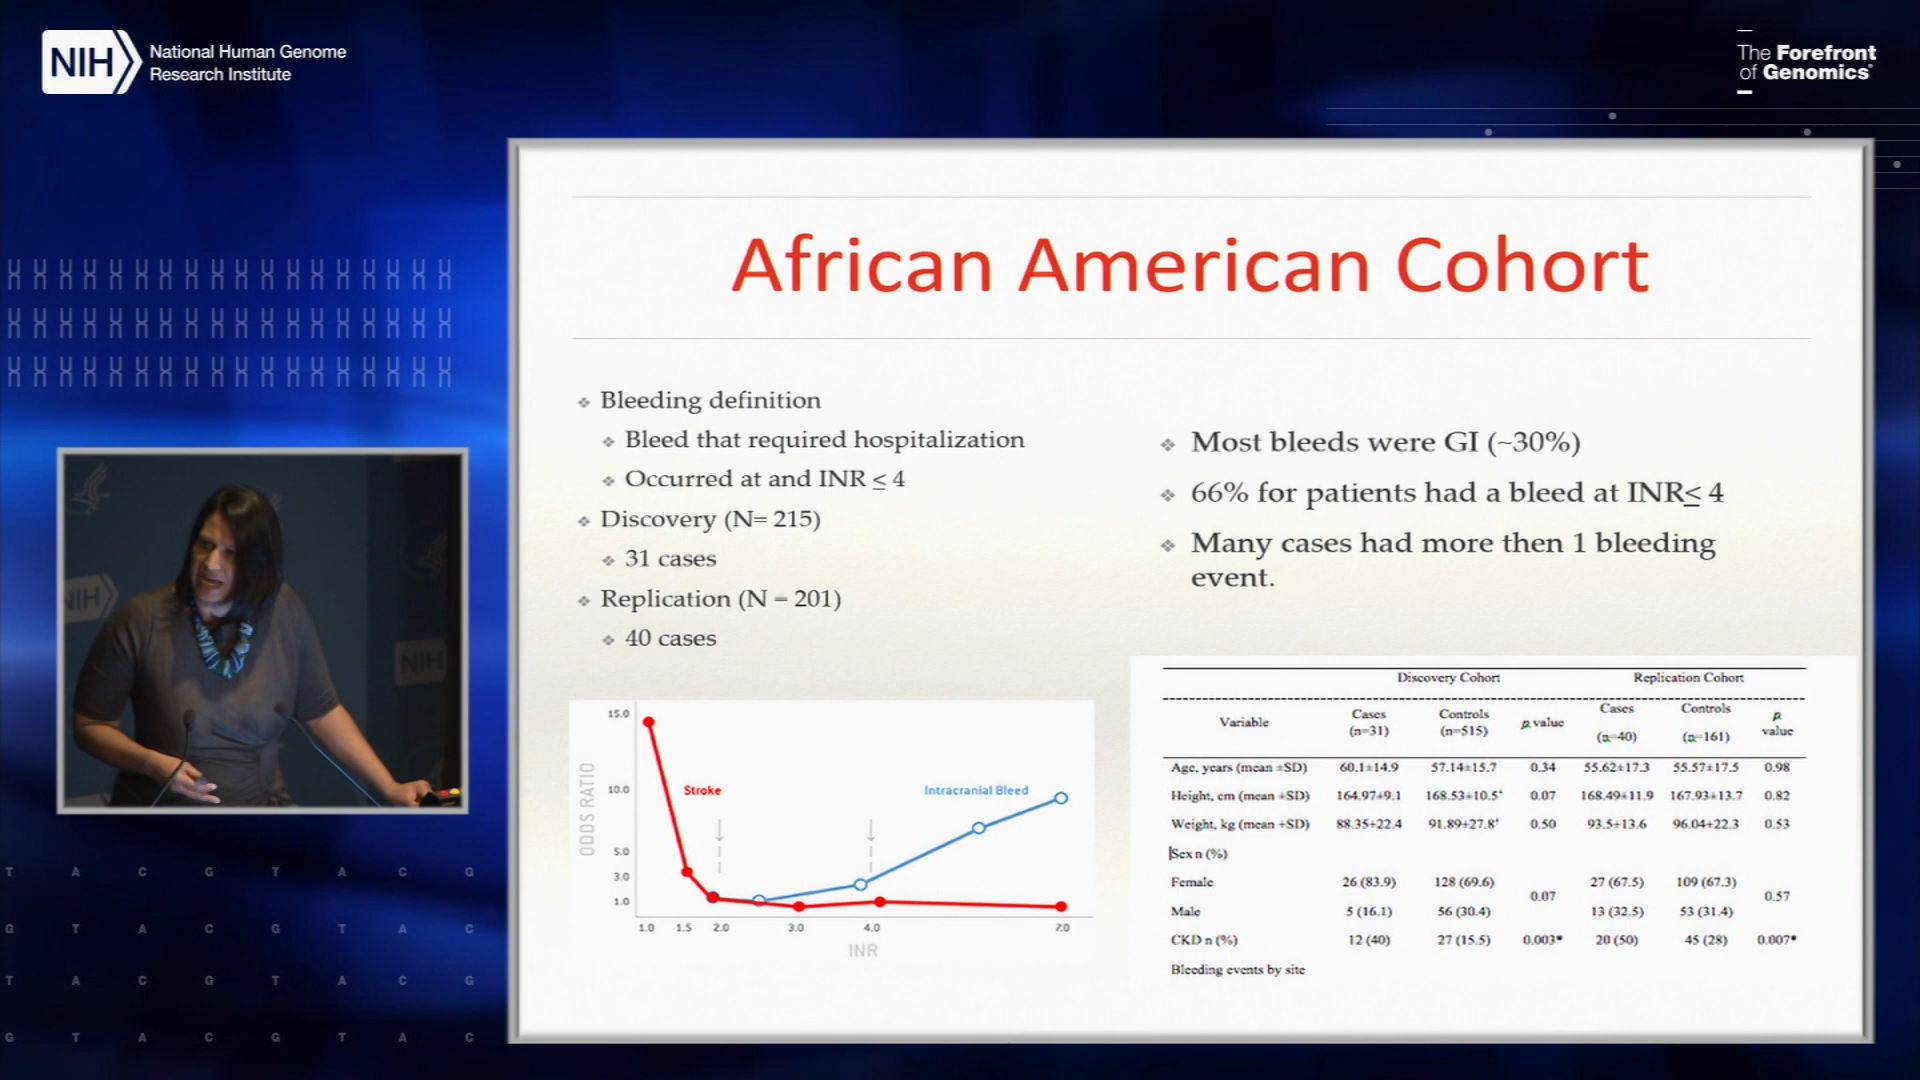 NIH
National Human Genome
Research Institute
The Forefront
of Genomics®
African American Cohort
Bleeding definition
Bleed that required hospitalization
Occurred at and INR ≤ 4
Discovery (N= 215)
31 cases
Replication (N = 201)
40 cases
Most bleeds were GI (~30%)
66% for patients had a bleed at INR≤ 4
Many cases had more then 1 bleeding
event.
15.0
10.0
5.0
3.0
1.0
ODDS RATIO
Stroke
Intracranial Bleed
1.0 1.5 2.0 3.0 4.0 7.0
INR
Discovery Cohort Replication Cohort
Variable Cases (n=31) Controls (n=515) p value Cases (n=40) Controls (n=161) p value
Age, years (mean ±SD) 60.1±14.9 57.14±15.7 0.34 55.62±17.3 55.57±17.5 0.98
Height, cm (mean ±SD) 164.97±9.1 168.53±10.5* 0.07 168.49±11.9 167.93±13.7 0.82
Weight, kg (mean ±SD) 88.35±22.4 91.89±27.8* 0.50 93.5±13.6 96.04±22.3 0.53
Sex n (%)
Female 26 (83.9) 128 (69.6) 0.07 27 (67.5) 109 (67.3) 0.57
Male 5 (16.1) 56 (30.4) 13 (32.5) 53 (31.4)
CKD n (%) 12 (40) 27 (15.5) 0.003* 20 (50) 45 (28) 0.007*
Bleeding events by site
NIH
NIH
T A C G T A C G
G T A C G T A C
T A C G T A C G
G T A C G T A C